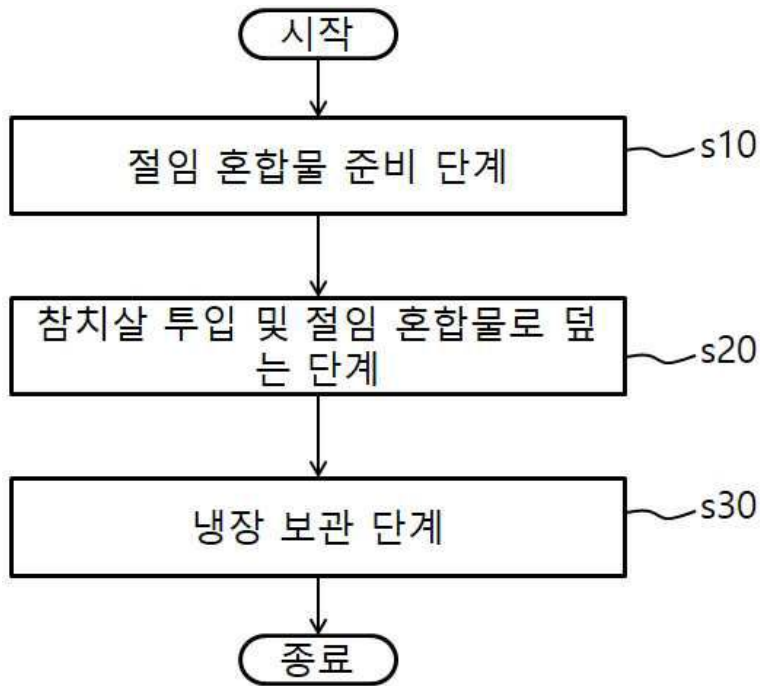 시작
절임 혼합물 준비 단계
s10
참치살 투입 및 절임 혼합물로 덮
는 단계
s20
냉장 보관 단계
s30
종료